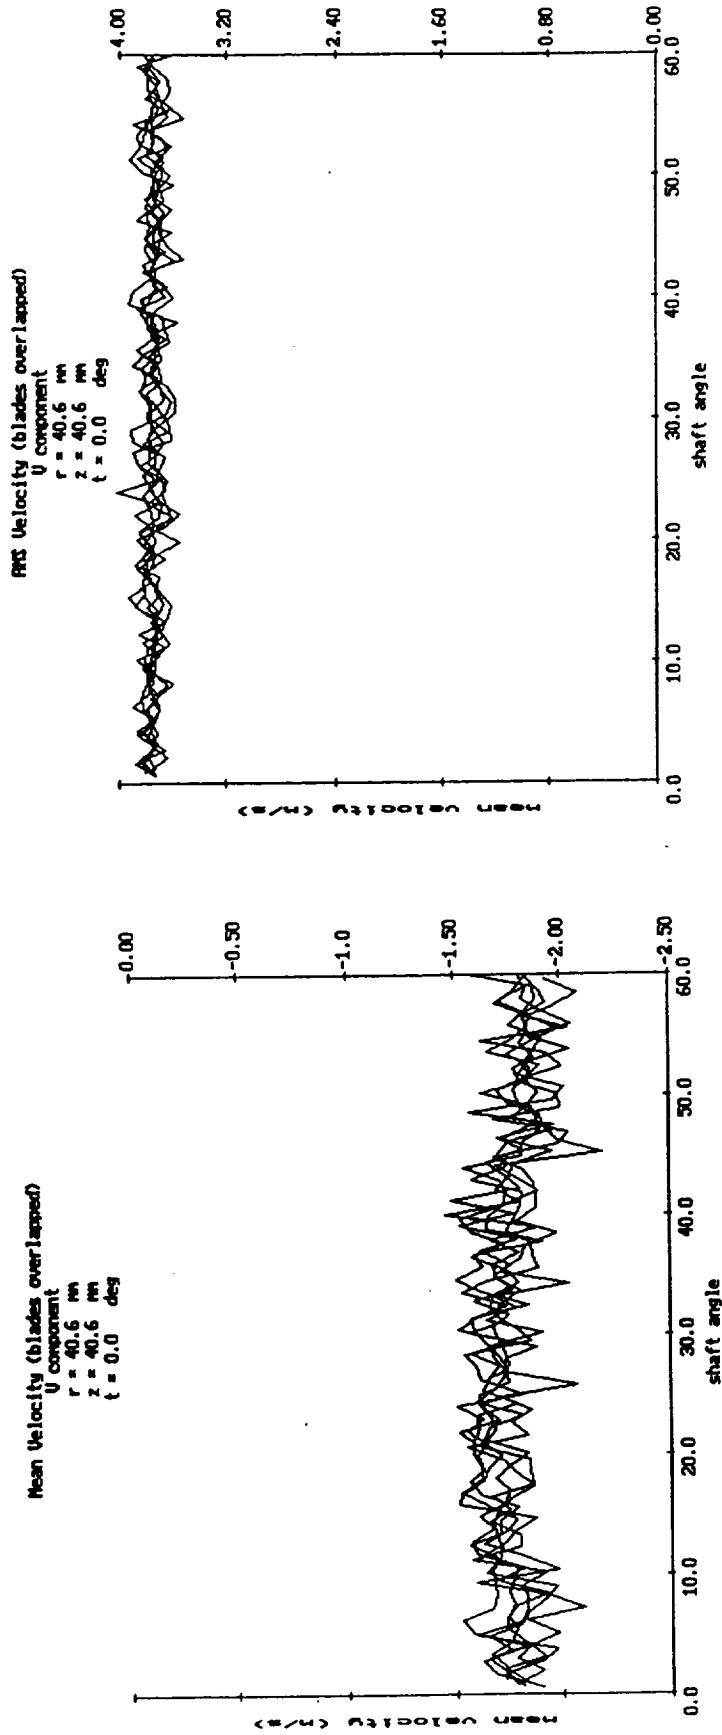 Mean Velocity (blades overlapped)
U component
r = 40.6 mm
z = 40.6 mm
t = 0.0 deg
-0.00
-0.50
-1.0
-1.50
-2.00
-2.50
mean velocity (m/s)
0.0 10.0 20.0 30.0 40.0 50.0 60.0
shaft angle
RMS Velocity (blades overlapped)
U component
r = 40.6 mm
z = 40.6 mm
t = 0.0 deg
4.00
3.20
2.40
1.60
0.80
0.00
mean velocity (m/s)
0.0 10.0 20.0 30.0 40.0 50.0 60.0
shaft angle